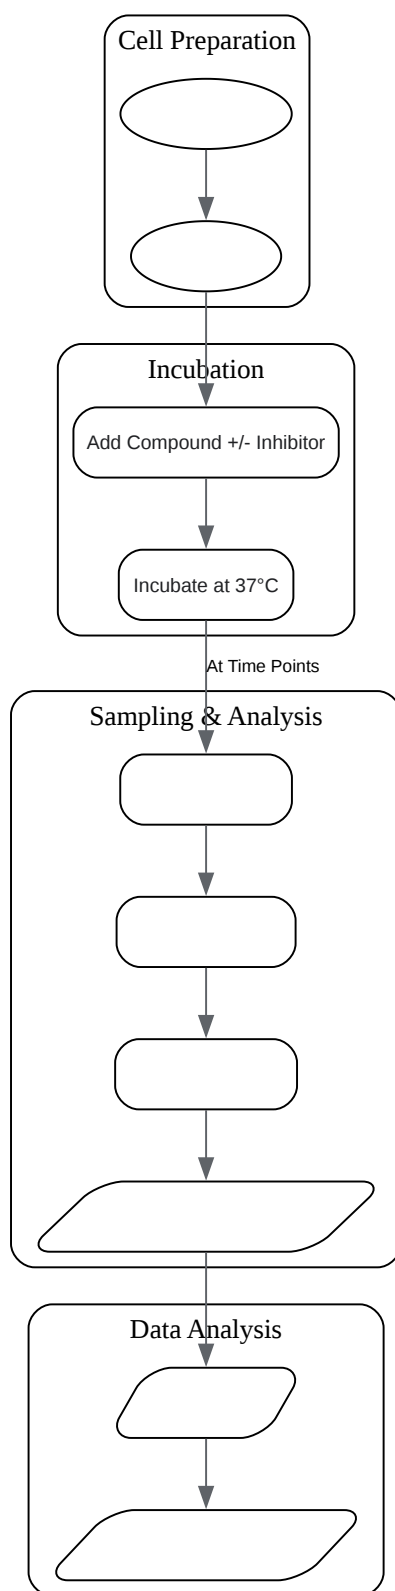 Cell Preparation
Incubation
Add Compound +/- Inhibitor
Incubate at 37°C
At Time Points
Sampling & Analysis
Data Analysis